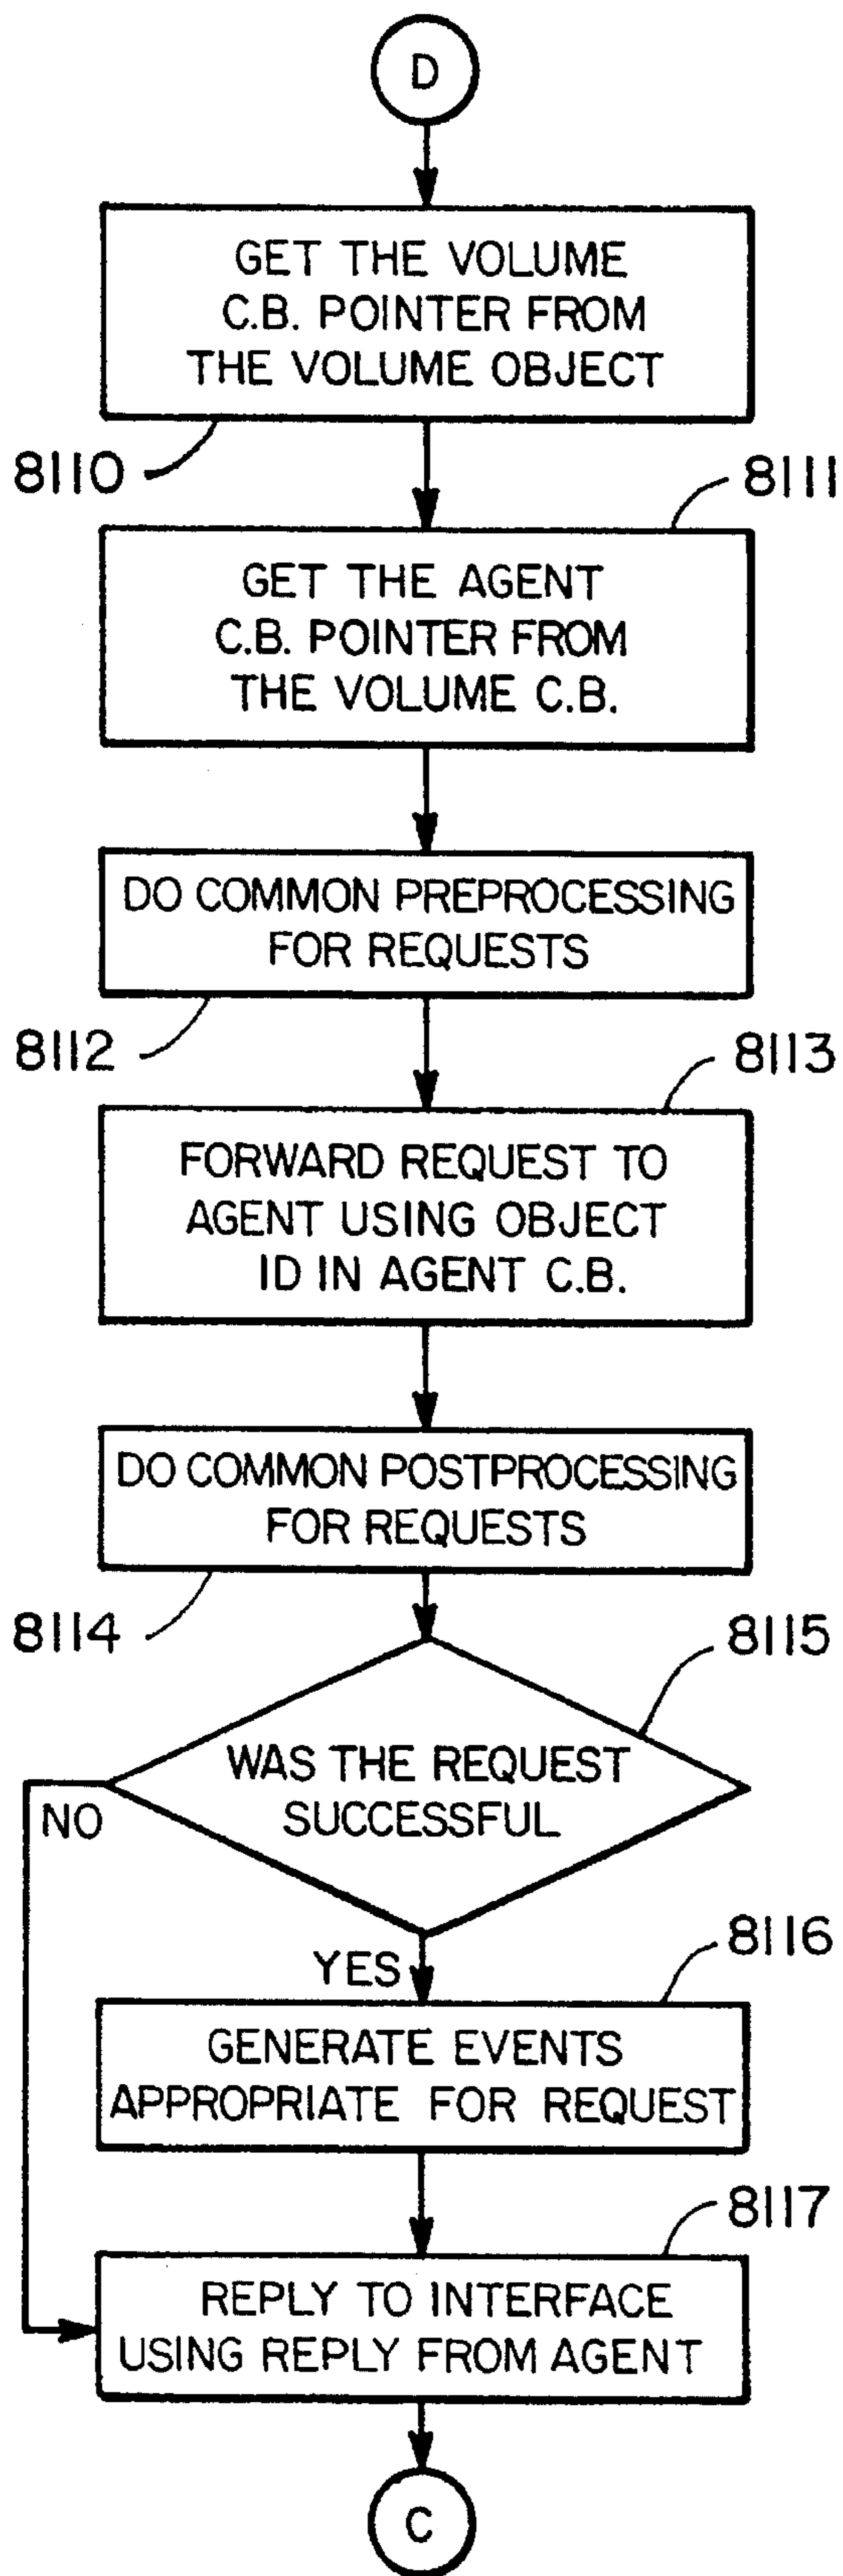 D
GET THE VOLUME
C.B. POINTER FROM
THE VOLUME OBJECT
8110
8111
GET THE AGENT
C.B. POINTER FROM
THE VOLUME C.B.
DO COMMON PREPROCESSING
FOR REQUESTS
8112
8113
FORWARD REQUEST TO
AGENT USING OBJECT
ID IN AGENT C.B.
DO COMMON POSTPROCESSING
FOR REQUESTS
8114
8115
WAS THE REQUEST
SUCCESSFUL
NO
YES
8116
GENERATE EVENTS
APPROPRIATE FOR REQUEST
8117
REPLY TO INTERFACE
USING REPLY FROM AGENT
C